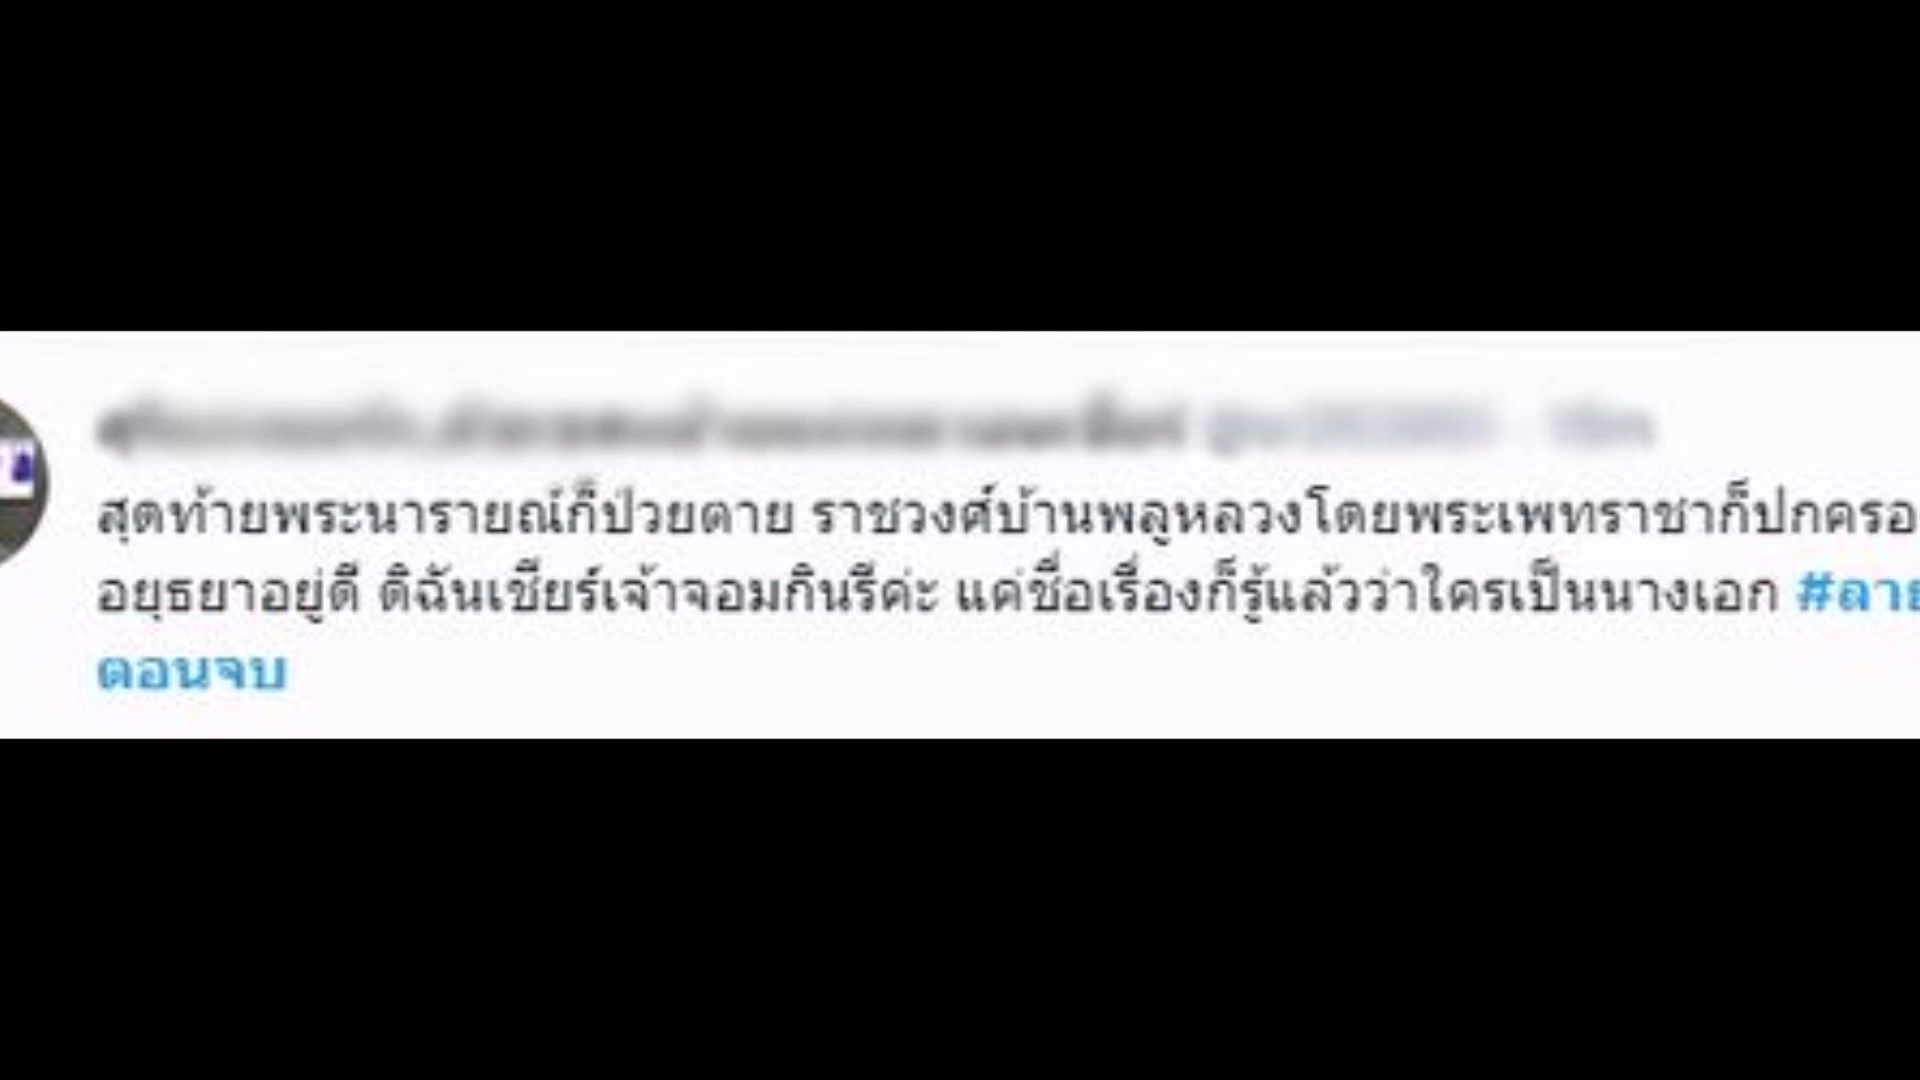 สุดท้ายพระนารายณ์ก็ป่วยตาย ราชวงศ์บ้านพลูหลวงโดยพระเพทราชาก็ปกครอ
อยุธยาอยู่ดี ดิฉันเชียร์เจ้าจอมกินรีค่ะ แค่ชื่อเรื่องก็รู้แล้วว่าใครเป็นนางเอก #ลาย
ตอนจบ